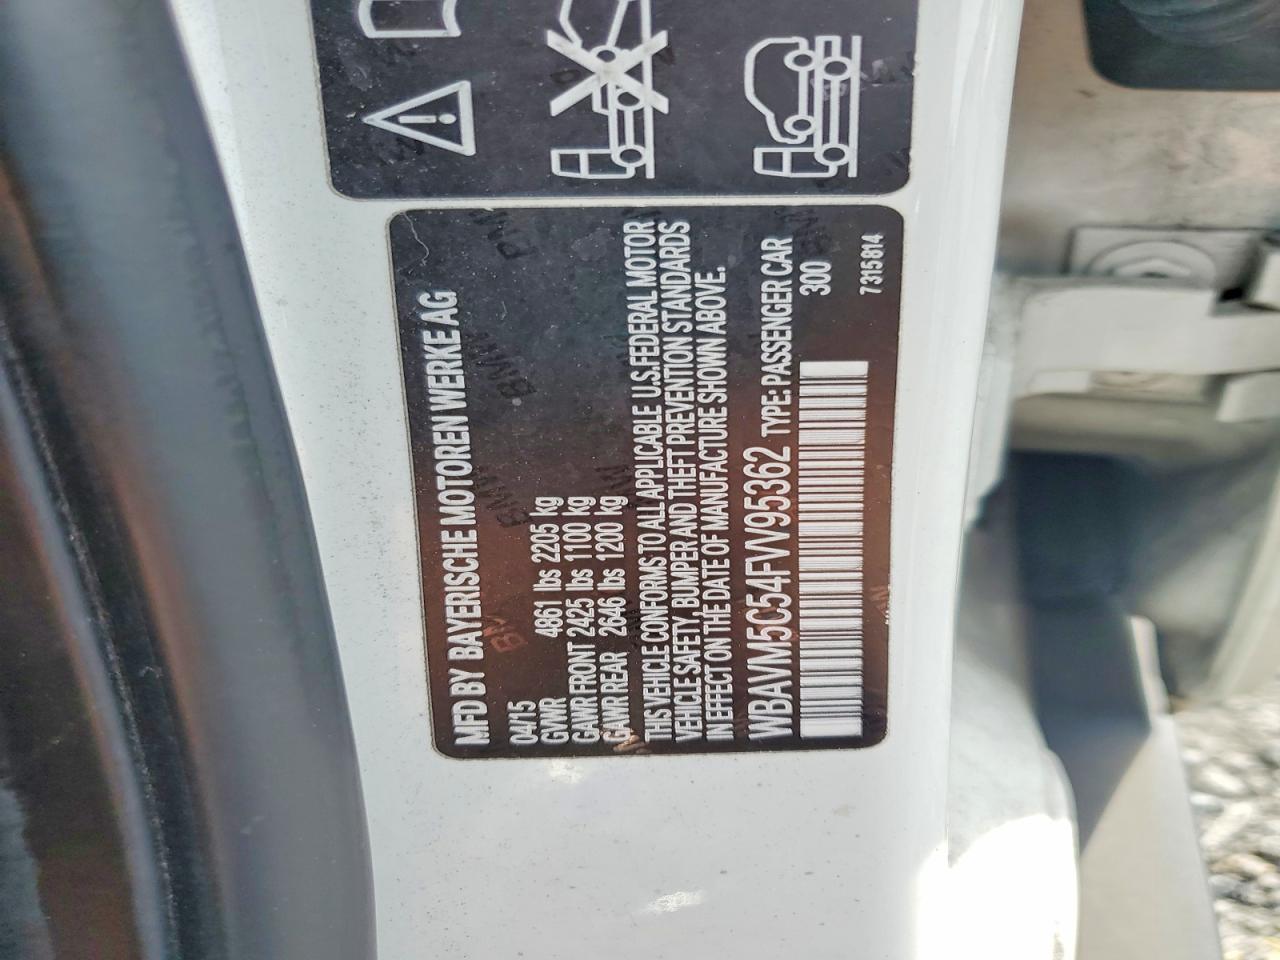 MFD BY BAYERISCHE MOTOREN WERKE AG
04/15
GVWR 4861 lbs 2205 kg
GAWR FRONT 2425 lbs 1100 kg
GAWR REAR 2646 lbs 1200 kg
THIS VEHICLE CONFORMS TO ALL APPLICABLE U.S.FEDERAL MOTOR
VEHICLE SAFETY, BUMPER AND THEFT PREVENTION STANDARDS
IN EFFECT ON THE DATE OF MANUFACTURE SHOWN ABOVE.
WBAVM5C54FVV95362 TYPE: PASSENGER CAR
300
7315814